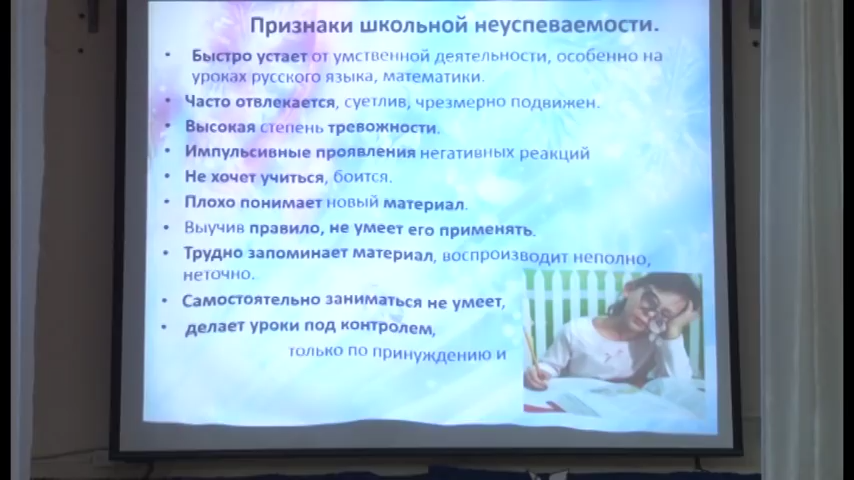 Признаки школьной неуспеваемости.
• Быстро устает от умственной деятельности, особенно на
уроках русского языка, математики.
• Часто отвлекается, суетлив, чрезмерно подвижен.
• Высокая степень тревожности.
• Импульсивные проявления негативных реакций
• Не хочет учиться, боится.
• Плохо понимает новый материал.
• Выучив правило, не умеет его применять.
• Трудно запоминает материал, воспроизводит неполно,
неточно.
• Самостоятельно заниматься не умеет,
• делает уроки под контролем,
только по принуждению и